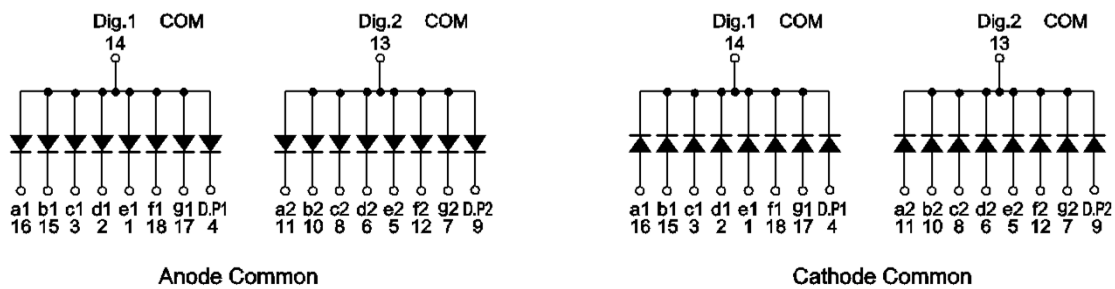 Dig.1 COM
14
Dig.2 COM
13
Dig.1 COM
14
Dig.2 COM
13
a1 b1 c1 d1 e1 f1 g1 D.P1
16 15 3 2 1 18 17 4
a2 b2 c2 d2 e2 f2 g2 D.P2
11 10 8 6 5 12 7 9
a1 b1 c1 d1 e1 f1 g1 D.P1
16 15 3 2 1 18 17 4
a2 b2 c2 d2 e2 f2 g2 D.P2
11 10 8 6 5 12 7 9
Anode Common
Cathode Common